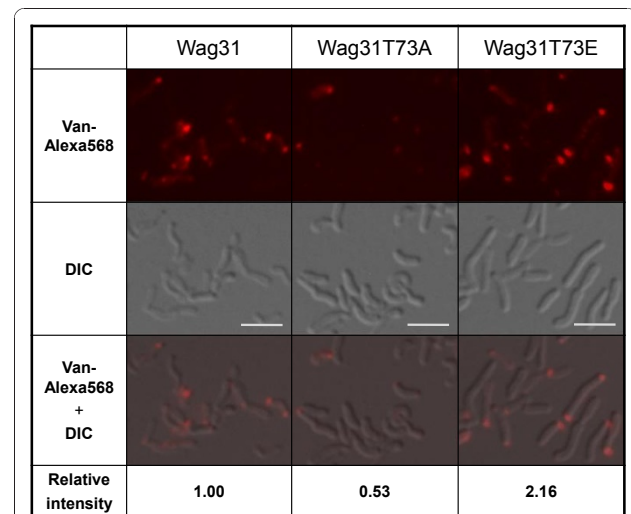 Wag31 Wag31T73A Wag31T73E
Van-
Alexa568
DIC
Van-
Alexa568
+
DIC
Relative
intensity
1.00 0.53 2.16